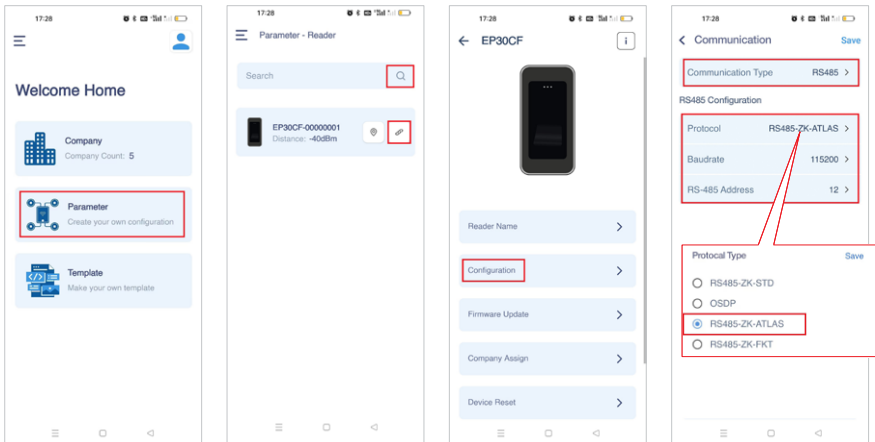 17:28
Welcome Home
Company
Company Count: 5
Parameter
Create your own configuration
Template
Make your own template
17:28
Parameter - Reader
Search
EP30CF-00000001
Distance: -40dBm
17:28
EP30CF
i
Reader Name
Configuration
Firmware Update
Company Assign
Device Reset
17:28
Communication Save
Communication Type RS485
RS485 Configuration
Protocol RS485-ZK-ATLAS
Baudrate 115200
RS-485 Address 12
Protocal Type Save
RS485-ZK-STD
OSDP
RS485-ZK-ATLAS
RS485-ZK-FKT